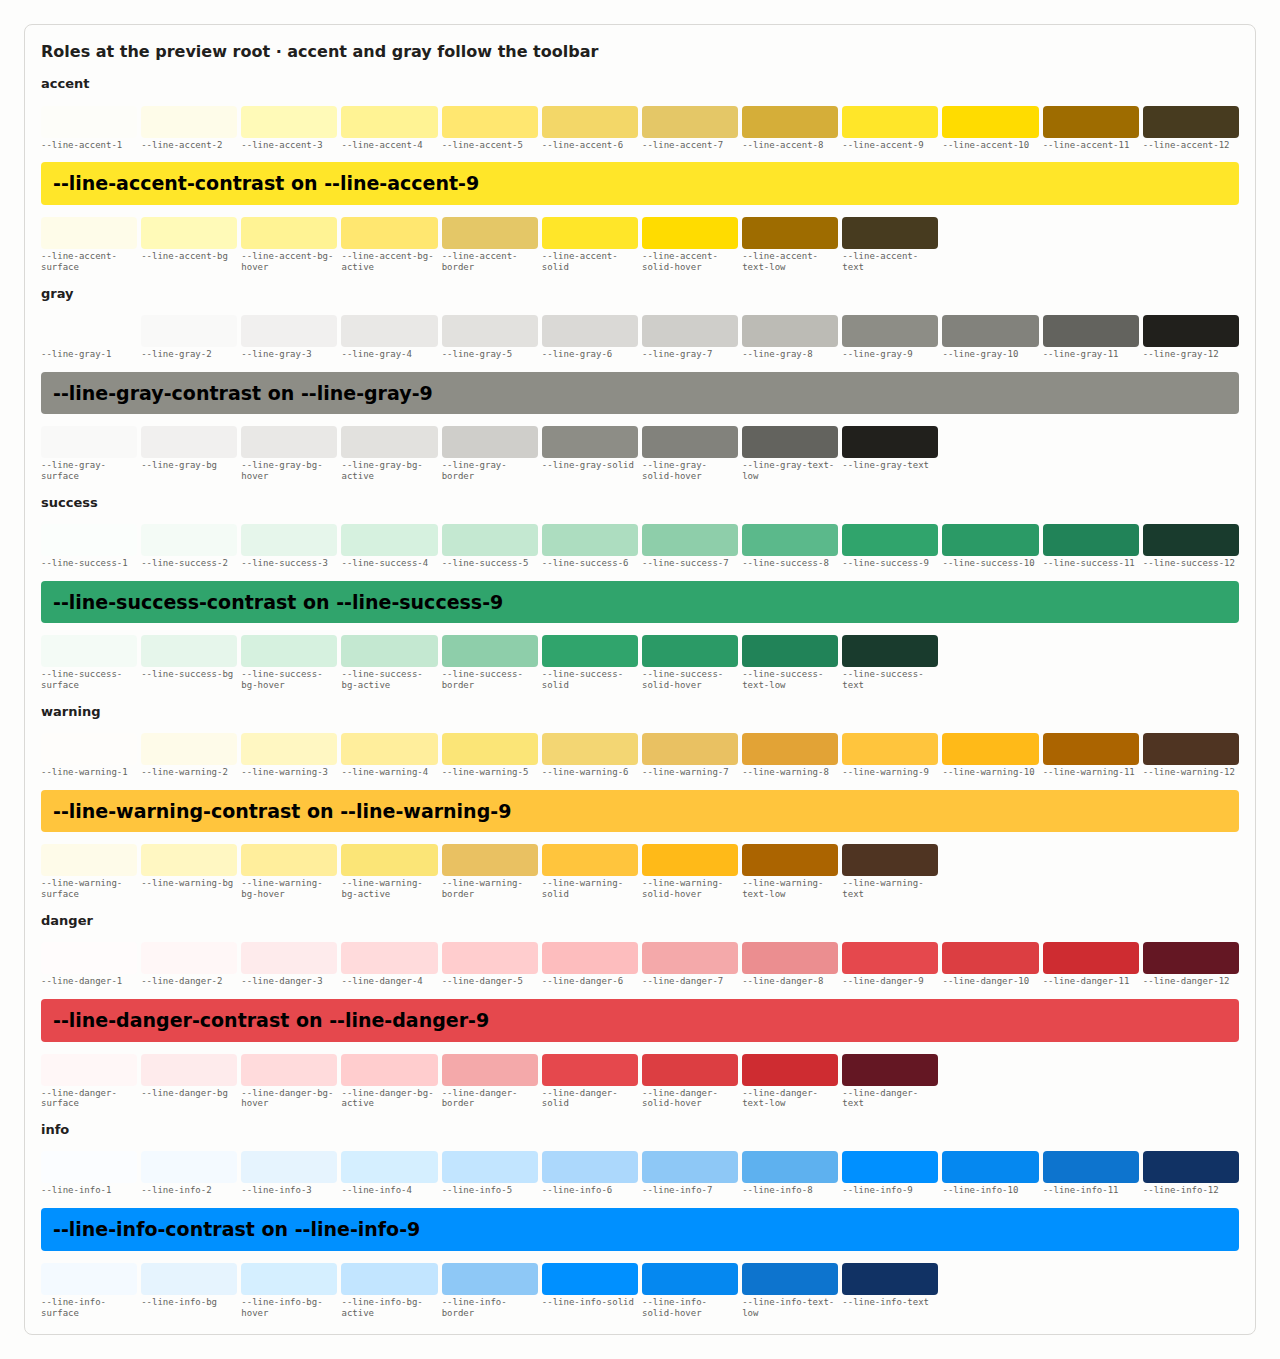 Roles at the preview root · accent and gray follow the toolbar
accent
--line-accent-1 --line-accent-2 --line-accent-3 --line-accent-4 --line-accent-5 --line-accent-6 --line-accent-7 --line-accent-8 --line-accent-9 --line-accent-10 --line-accent-11 --line-accent-12
--line-accent-contrast on --line-accent-9
--line-accent- --line-accent-bg --line-accent-bg- --line-accent-bg- --line-accent- --line-accent- --line-accent- --line-accent- --line-accent-
surface hover active border solid solid-hover text-low text
gray
--line-gray-1 --line-gray-2 --line-gray-3 --line-gray-4 --line-gray-5 --line-gray-6 --line-gray-7 --line-gray-8 --line-gray-9 --line-gray-10 --line-gray-11 --line-gray-12
--line-gray-contrast on --line-gray-9
--line-gray- --line-gray-bg --line-gray-bg- --line-gray-bg- --line-gray- --line-gray-solid --line-gray- --line-gray-text- --line-gray-text
surface hover active border solid-hover low
success
--line-success-1 --line-success-2 --line-success-3 --line-success-4 --line-success-5 --line-success-6 --line-success-7 --line-success-8 --line-success-9 --line-success-10 --line-success-11 --line-success-12
--line-success-contrast on --line-success-9
--line-success- --line-success-bg --line-success- --line-success- --line-success- --line-success- --line-success- --line-success- --line-success-
surface bg-hover bg-active border solid solid-hover text-low text
warning
--line-warning-1 --line-warning-2 --line-warning-3 --line-warning-4 --line-warning-5 --line-warning-6 --line-warning-7 --line-warning-8 --line-warning-9 --line-warning-10 --line-warning-11 --line-warning-12
--line-warning-contrast on --line-warning-9
--line-warning- --line-warning-bg --line-warning- --line-warning- --line-warning- --line-warning- --line-warning- --line-warning- --line-warning-
surface bg-hover bg-active border solid solid-hover text-low text
danger
--line-danger-1 --line-danger-2 --line-danger-3 --line-danger-4 --line-danger-5 --line-danger-6 --line-danger-7 --line-danger-8 --line-danger-9 --line-danger-10 --line-danger-11 --line-danger-12
--line-danger-contrast on --line-danger-9
--line-danger- --line-danger-bg --line-danger-bg- --line-danger-bg- --line-danger- --line-danger- --line-danger- --line-danger- --line-danger-
surface hover active border solid solid-hover text-low text
info
--line-info-1 --line-info-2 --line-info-3 --line-info-4 --line-info-5 --line-info-6 --line-info-7 --line-info-8 --line-info-9 --line-info-10 --line-info-11 --line-info-12
--line-info-contrast on --line-info-9
--line-info- --line-info-bg --line-info-bg- --line-info-bg- --line-info- --line-info-solid --line-info- --line-info-text- --line-info-text
surface hover active border solid-hover low